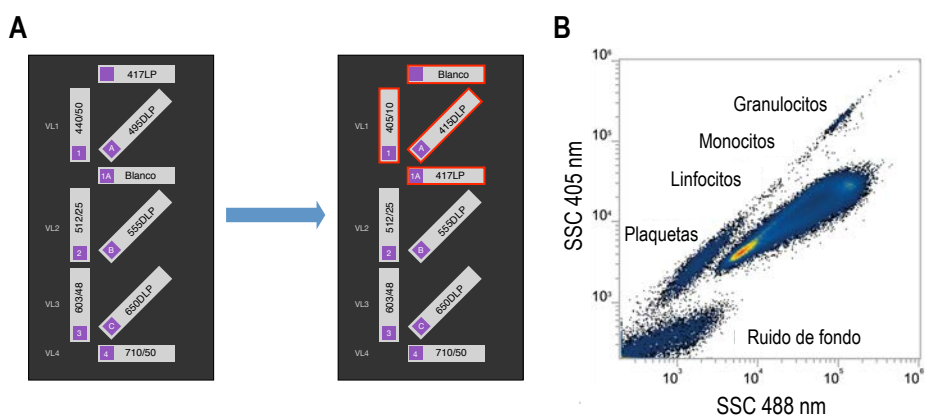 A
417LP
VL1
440/50
1
495DLP
A
1A
Blanco
VL2
512/25
2
555DLP
B
VL3
603/48
3
650DLP
C
VL4
4
710/50
Blanco
VL1
405/10
1
415DLP
A
1A
417LP
VL2
512/25
2
555DLP
B
VL3
603/48
3
650DLP
C
VL4
4
710/50
B
SSC 405 nm
10⁶
10⁵
10⁴
10³
Granulocitos
Monocitos
Linfocitos
Plaquetas
Ruido de fondo
10³
10⁴
10⁵
10⁶
SSC 488 nm